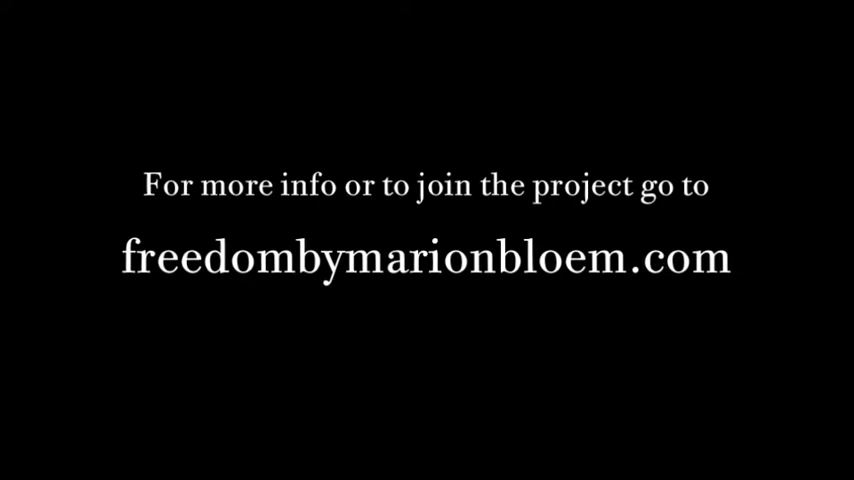 For more info or to join the project go to
freedombymarionbloem.com